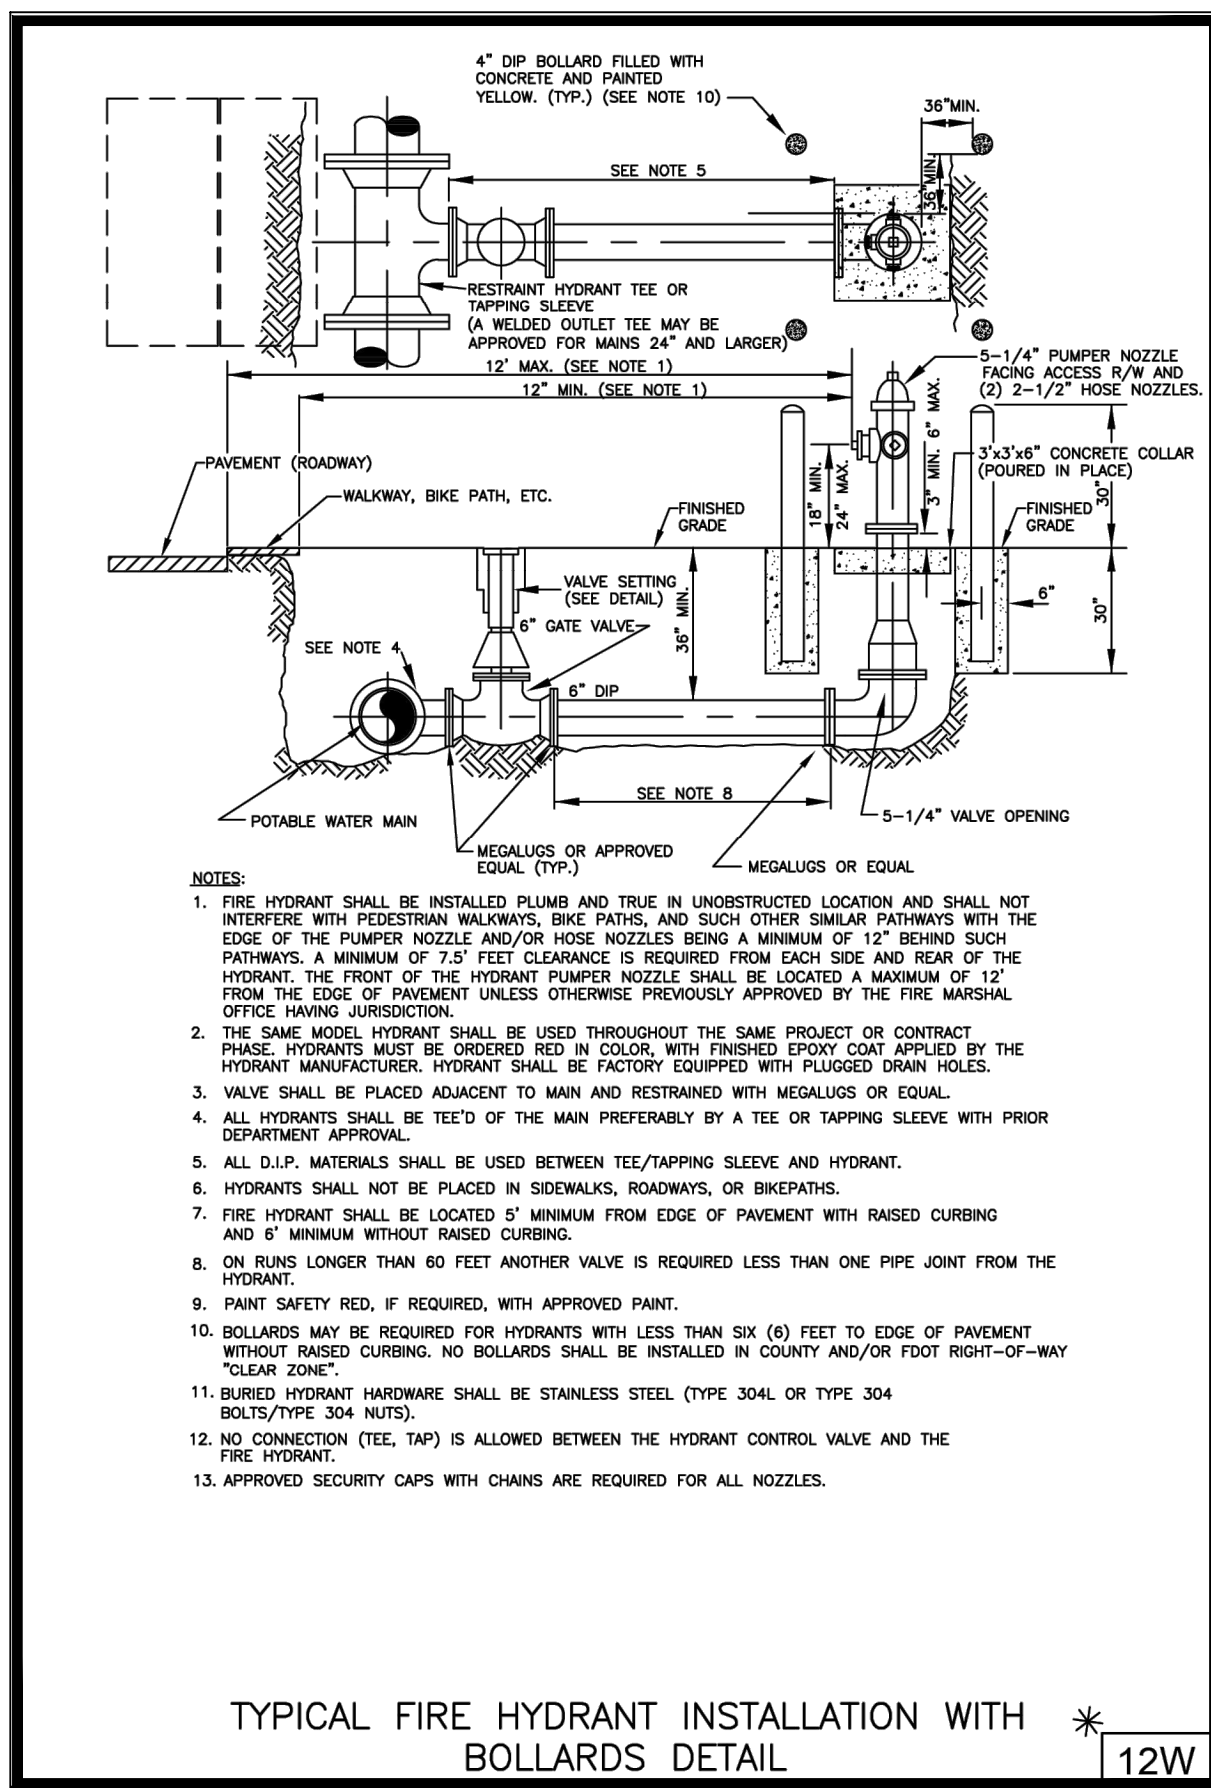 4" DIP BOLLARD FILLED WITH
CONCRETE AND PAINTED
YELLOW. (TYP.) (SEE NOTE 10)
36"MIN.
36"MIN.
SEE NOTE 5
RESTRAINT HYDRANT TEE OR
TAPPING SLEEVE
(A WELDED OUTLET TEE MAY BE
APPROVED FOR MAINS 24" AND LARGER)
12' MAX. (SEE NOTE 1)
12" MIN. (SEE NOTE 1)
5-1/4" PUMPER NOZZLE
FACING ACCESS R/W AND
(2) 2-1/2" HOSE NOZZLES.
PAVEMENT (ROADWAY)
WALKWAY, BIKE PATH, ETC.
18" MIN.
24" MAX.
3" MIN. 6" MAX.
3'x3'x6" CONCRETE COLLAR
(POURED IN PLACE)
30"
FINISHED
GRADE
FINISHED
GRADE
VALVE SETTING
(SEE DETAIL)
36" MIN.
6"
30"
6" GATE VALVE
SEE NOTE 4
6" DIP
SEE NOTE 8
POTABLE WATER MAIN
5-1/4" VALVE OPENING
MEGALUGS OR APPROVED
EQUAL (TYP.)
MEGALUGS OR EQUAL
NOTES:
1. FIRE HYDRANT SHALL BE INSTALLED PLUMB AND TRUE IN UNOBSTRUCTED LOCATION AND SHALL NOT
INTERFERE WITH PEDESTRIAN WALKWAYS, BIKE PATHS, AND SUCH OTHER SIMILAR PATHWAYS WITH THE
EDGE OF THE PUMPER NOZZLE AND/OR HOSE NOZZLES BEING A MINIMUM OF 12" BEHIND SUCH
PATHWAYS. A MINIMUM OF 7.5' FEET CLEARANCE IS REQUIRED FROM EACH SIDE AND REAR OF THE
HYDRANT. THE FRONT OF THE HYDRANT PUMPER NOZZLE SHALL BE LOCATED A MAXIMUM OF 12'
FROM THE EDGE OF PAVEMENT UNLESS OTHERWISE PREVIOUSLY APPROVED BY THE FIRE MARSHAL
OFFICE HAVING JURISDICTION.
2. THE SAME MODEL HYDRANT SHALL BE USED THROUGHOUT THE SAME PROJECT OR CONTRACT
PHASE. HYDRANTS MUST BE ORDERED RED IN COLOR, WITH FINISHED EPOXY COAT APPLIED BY THE
HYDRANT MANUFACTURER. HYDRANT SHALL BE FACTORY EQUIPPED WITH PLUGGED DRAIN HOLES.
3. VALVE SHALL BE PLACED ADJACENT TO MAIN AND RESTRAINED WITH MEGALUGS OR EQUAL.
4. ALL HYDRANTS SHALL BE TEE'D OF THE MAIN PREFERABLY BY A TEE OR TAPPING SLEEVE WITH PRIOR
DEPARTMENT APPROVAL.
5. ALL D.I.P. MATERIALS SHALL BE USED BETWEEN TEE/TAPPING SLEEVE AND HYDRANT.
6. HYDRANTS SHALL NOT BE PLACED IN SIDEWALKS, ROADWAYS, OR BIKEPATHS.
7. FIRE HYDRANT SHALL BE LOCATED 5' MINIMUM FROM EDGE OF PAVEMENT WITH RAISED CURBING
AND 6' MINIMUM WITHOUT RAISED CURBING.
8. ON RUNS LONGER THAN 60 FEET ANOTHER VALVE IS REQUIRED LESS THAN ONE PIPE JOINT FROM THE
HYDRANT.
9. PAINT SAFETY RED, IF REQUIRED, WITH APPROVED PAINT.
10. BOLLARDS MAY BE REQUIRED FOR HYDRANTS WITH LESS THAN SIX (6) FEET TO EDGE OF PAVEMENT
WITHOUT RAISED CURBING. NO BOLLARDS SHALL BE INSTALLED IN COUNTY AND/OR FDOT RIGHT-OF-WAY
"CLEAR ZONE".
11. BURIED HYDRANT HARDWARE SHALL BE STAINLESS STEEL (TYPE 304L OR TYPE 304
BOLTS/TYPE 304 NUTS).
12. NO CONNECTION (TEE, TAP) IS ALLOWED BETWEEN THE HYDRANT CONTROL VALVE AND THE
FIRE HYDRANT.
13. APPROVED SECURITY CAPS WITH CHAINS ARE REQUIRED FOR ALL NOZZLES.
TYPICAL FIRE HYDRANT INSTALLATION WITH *
BOLLARDS DETAIL
12W